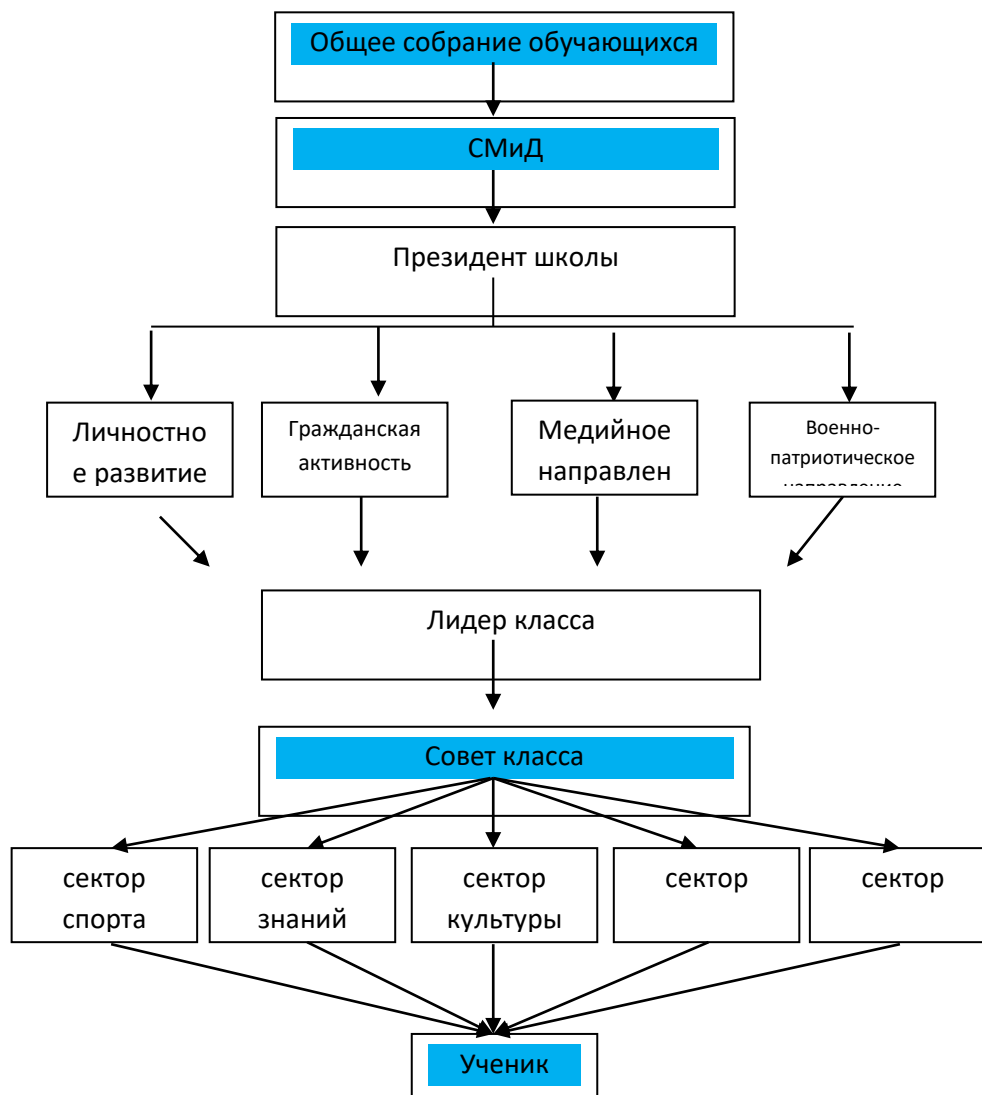 Общее собрание обучающихся
СМиД
Президент школы
Личностно
е развитие
Гражданская
активность
Медийное
направлен
Военно-
патриотическое
направление
Лидер класса
Совет класса
сектор
спорта
сектор
знаний
сектор
культуры
сектор
сектор
Ученик